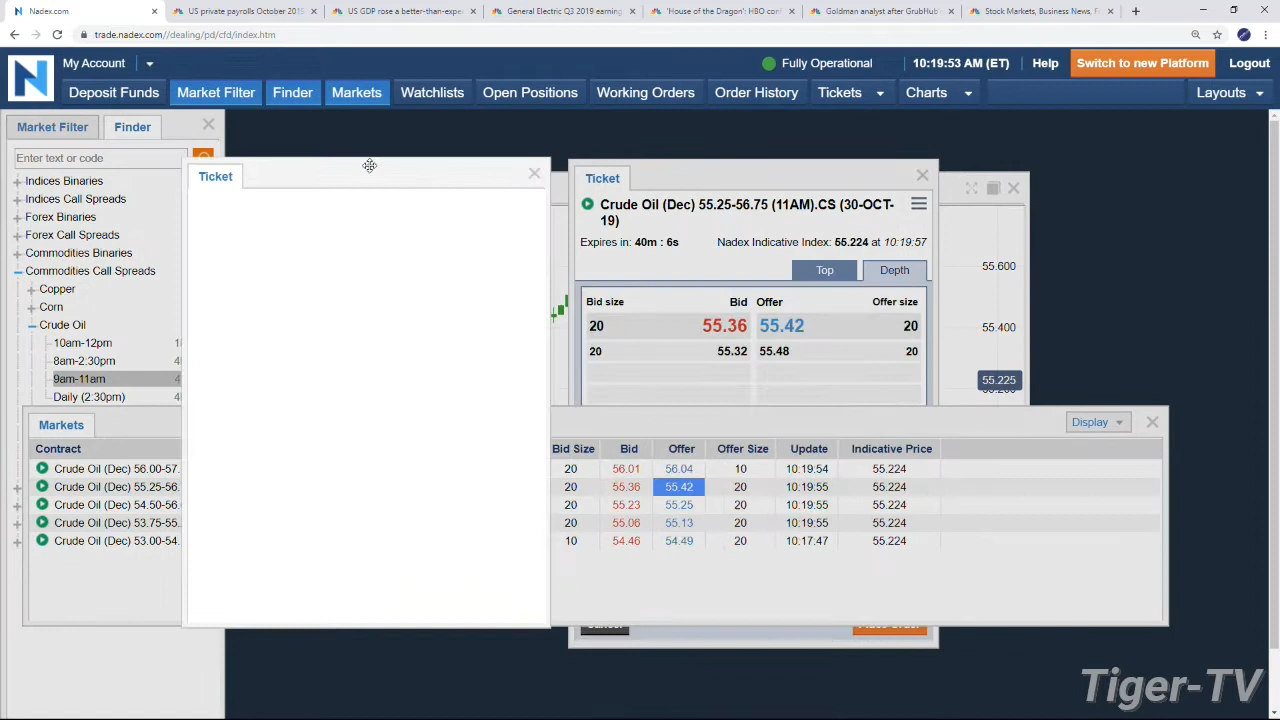 Nadex.com
US private payrolls October 2019
US GDP rose a better-than-expe
General Electric Q3 2019 earning
'House of the Dragon': HBO conf
Goldman analyst after GrubHub
Stock Markets, Business News, F
trade.nadex.com//dealing/pd/cfd/index.htm
N
My Account
Fully Operational
10:19:53 AM (ET)
Help
Switch to new Platform
Logout
Deposit Funds
Market Filter
Finder
Markets
Watchlists
Open Positions
Working Orders
Order History
Tickets
Charts
Layouts
Market Filter
Finder
Enter text or code
Indices Binaries
Indices Call Spreads
Forex Binaries
Forex Call Spreads
Commodities Binaries
Commodities Call Spreads
Copper
Corn
Crude Oil
10am-12pm
8am-2:30pm
9am-11am
Daily (2:30pm)
Ticket
Ticket
Crude Oil (Dec) 55.25-56.75 (11AM).CS (30-OCT-
19)
Expires in: 40m : 6s
Nadex Indicative Index: 55.224 at 10:19:57
Top
Depth
Bid size Bid Offer Offer size
20 55.36 55.42 20
20 55.32 55.48 20
55.600
55.400
55.225
Markets
Display
Contract Bid Size Bid Offer Offer Size Update Indicative Price
Crude Oil (Dec) 56.00-57. 20 56.01 56.04 10 10:19:54 55.224
Crude Oil (Dec) 55.25-56. 20 55.36 55.42 20 10:19:55 55.224
Crude Oil (Dec) 54.50-56. 20 55.23 55.25 20 10:19:55 55.224
Crude Oil (Dec) 53.75-55. 20 55.06 55.13 20 10:19:55 55.224
Crude Oil (Dec) 53.00-54. 10 54.46 54.49 20 10:17:47 55.224
Tiger-TV